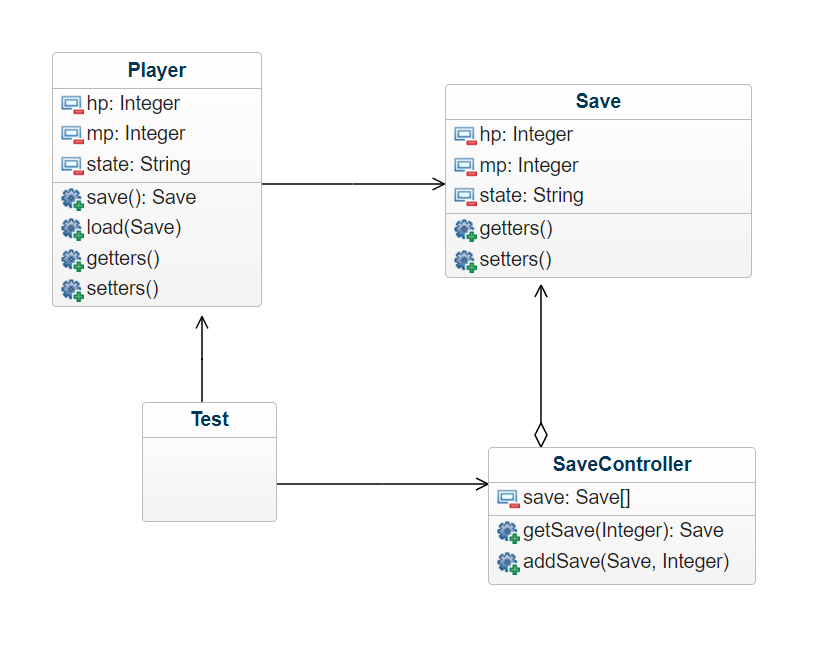 Player
hp: Integer
mp: Integer
state: String
save(): Save
load(Save)
getters()
setters()
Save
hp: Integer
mp: Integer
state: String
getters()
setters()
Test
SaveController
save: Save[]
getSave(Integer): Save
addSave(Save, Integer)